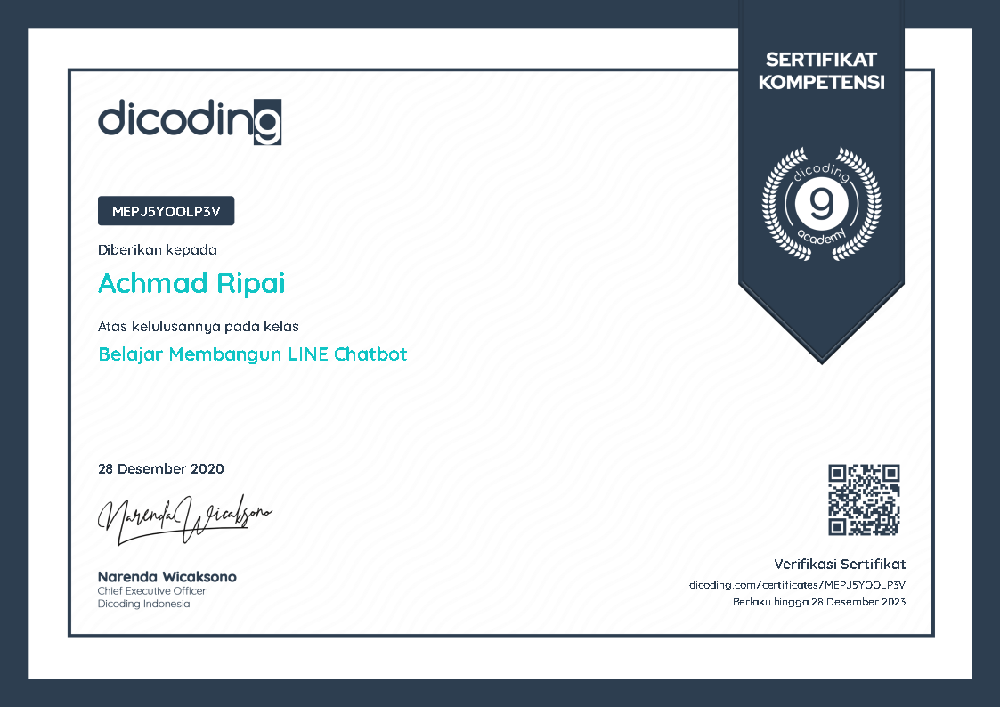 SERTIFIKAT
KOMPETENSI
dicoding
dicoding
9
academy
MEPJ5YOOLP3V
Diberikan kepada
Achmad Ripai
Atas kelulusannya pada kelas
Belajar Membangun LINE Chatbot
28 Desember 2020
Narenda Wicaksono
Narenda Wicaksono
Chief Executive Officer
Dicoding Indonesia
Verifikasi Sertifikat
dicoding.com/certificates/MEPJ5YOOLP3V
Berlaku hingga 28 Desember 2023